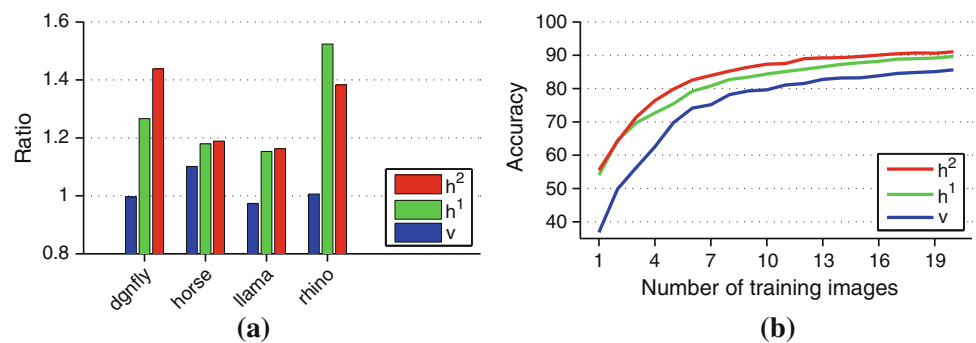 1.6
1.4
1.2
1
0.8
Ratio
dgnfly
horse
llama
rhino
h²
h¹
v
(a)
100
90
80
70
60
50
40
Accuracy
1 4 7 10 13 16 19
Number of training images
h²
h¹
v
(b)